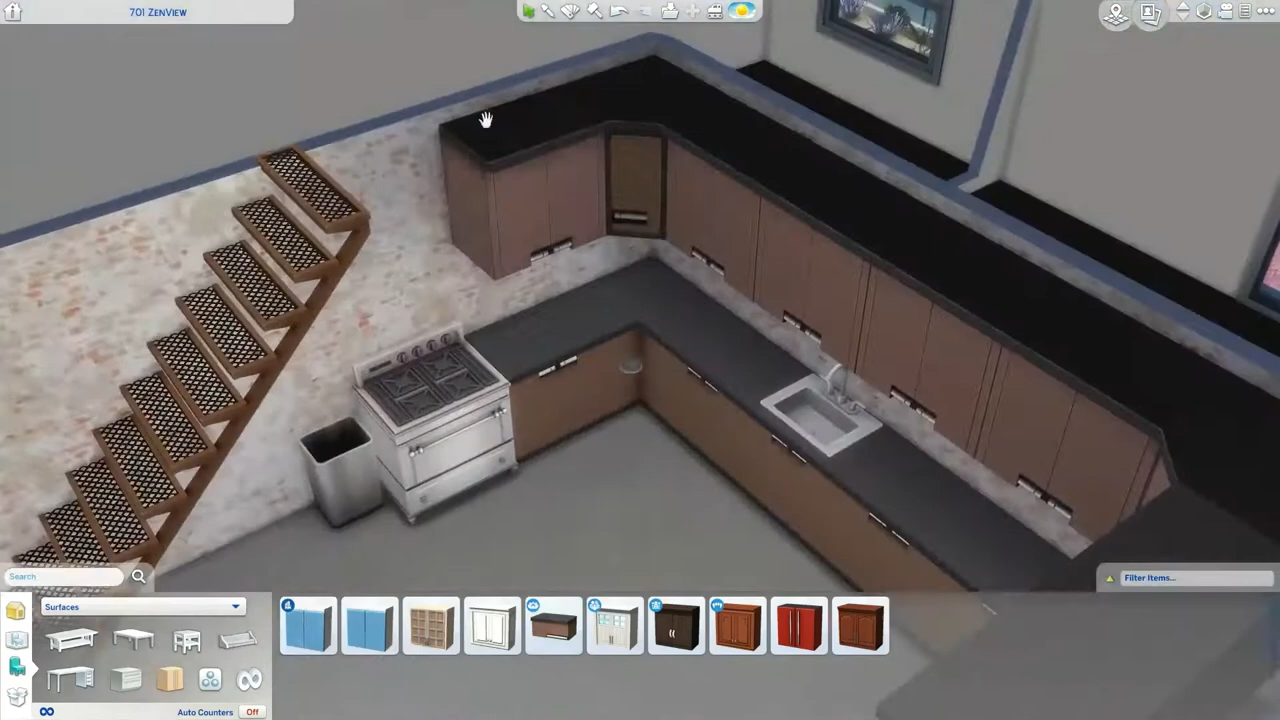 701 ZenView
Search
Surfaces
Auto Counters
Off
Filter Items...